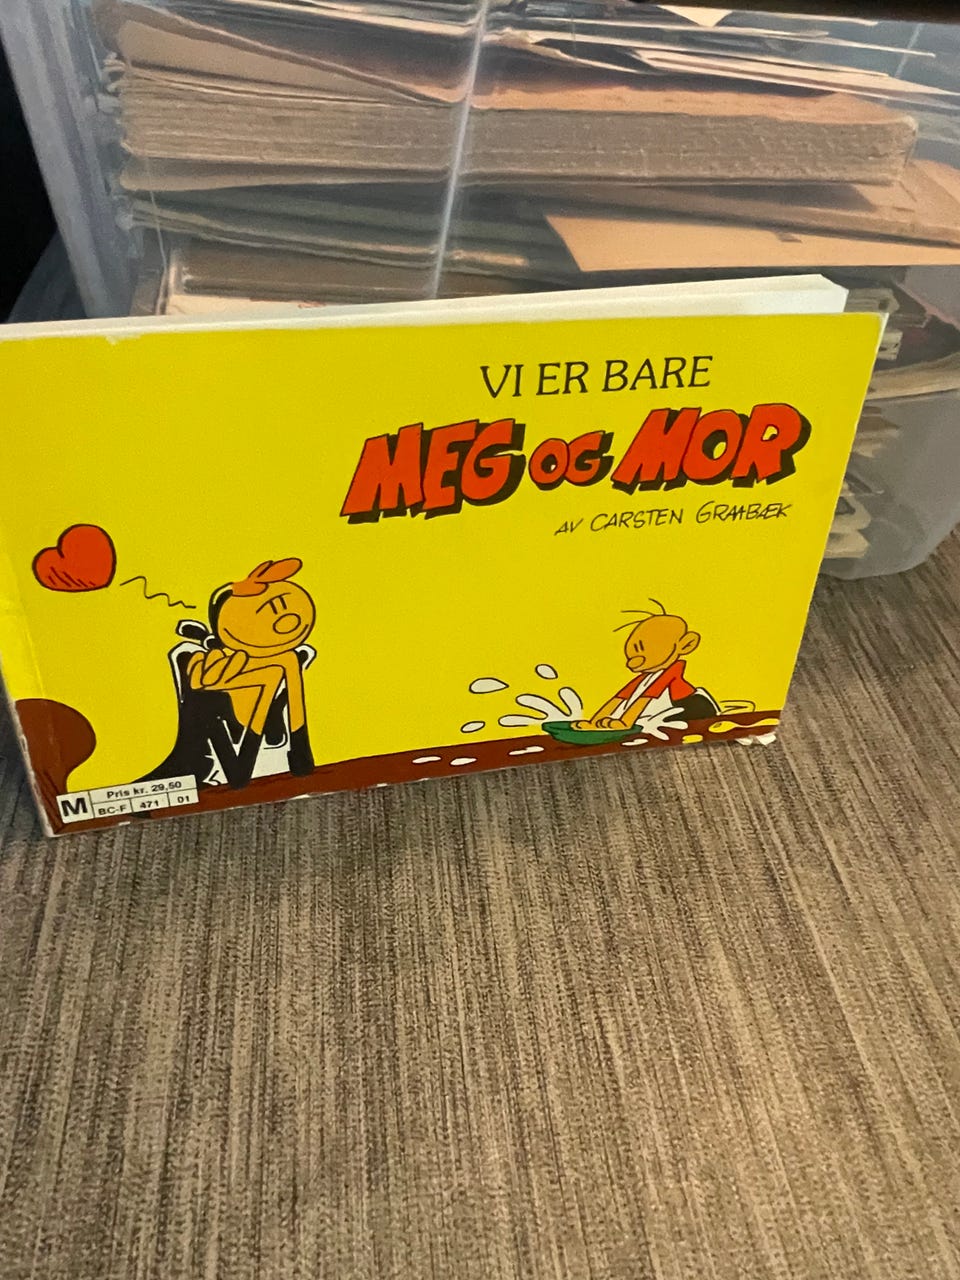 VI ER BARE
MEG OG MOR
AV CARSTEN GRAABÆK
M
Pris kr. 29,50
BC-F 471 01